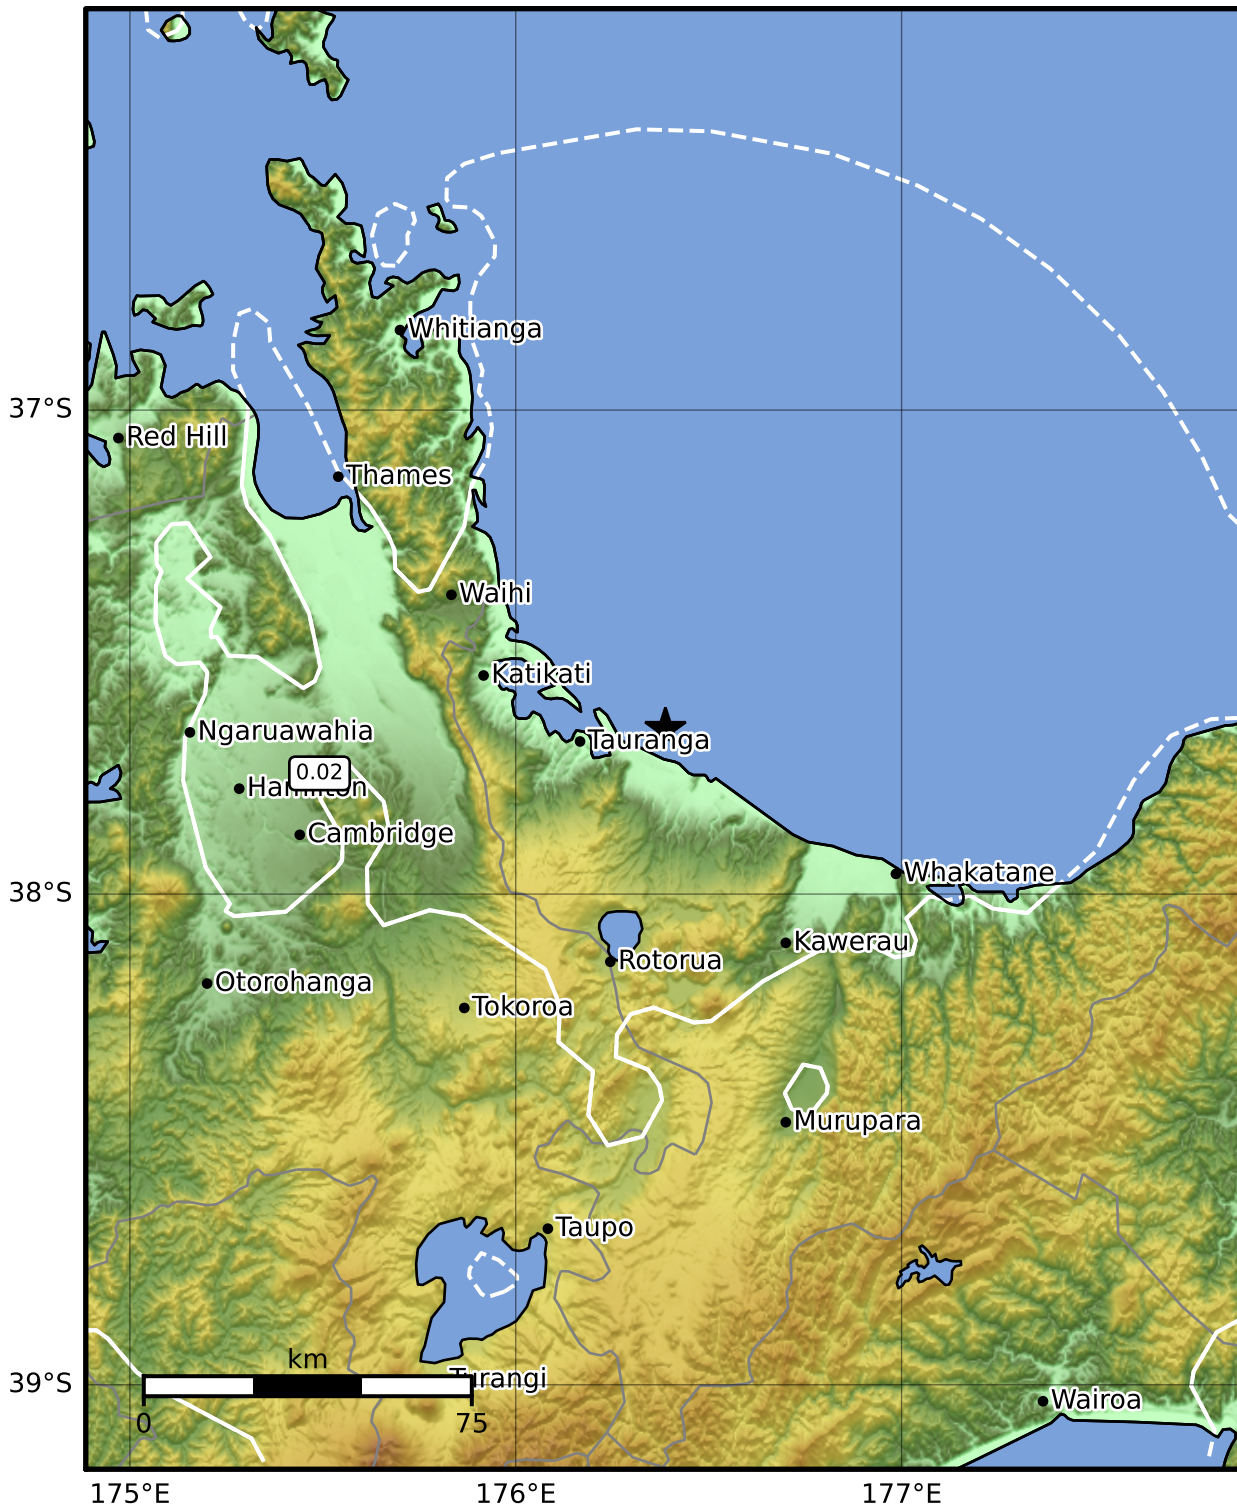 Whitianga
37°S
Red Hill
Thames
Waihi
Katikati
Ngaruawahia
Tauranga
0.02
Hamilton
Cambridge
Whakatane
38°S
Kawerau
Rotorua
Otorohanga
Tokoroa
Murupara
Taupo
km
Turangi
39°S
Wairoa
0
75
175°E
176°E
177°E